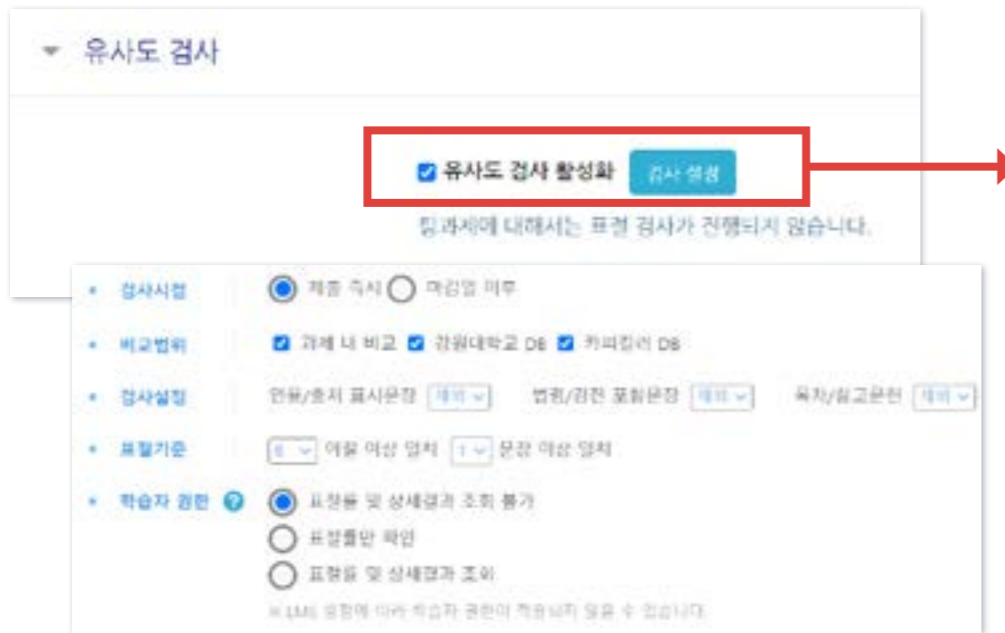 유사도 검사
유사도 검사 활성화 검사 설정
팀과제에 대해서는 표절 검사가 진행되지 않습니다.
검사시점 제출 즉시 마감일 이후
비교범위 과제 내 비교 강원대학교 DB 카피킬러 DB
검사설정 인용/출처 표시문장 제외 법령/경전 포함문장 제외 목차/참고문헌 제외
표절기준 6 어절 이상 일치 1 문장 이상 일치
학습자 권한 표절률 및 상세결과 조회 불가
표절률만 확인
표절률 및 상세결과 조회
※ LMS 설정에 따라 학습자 권한이 적용되지 않을 수 있습니다.